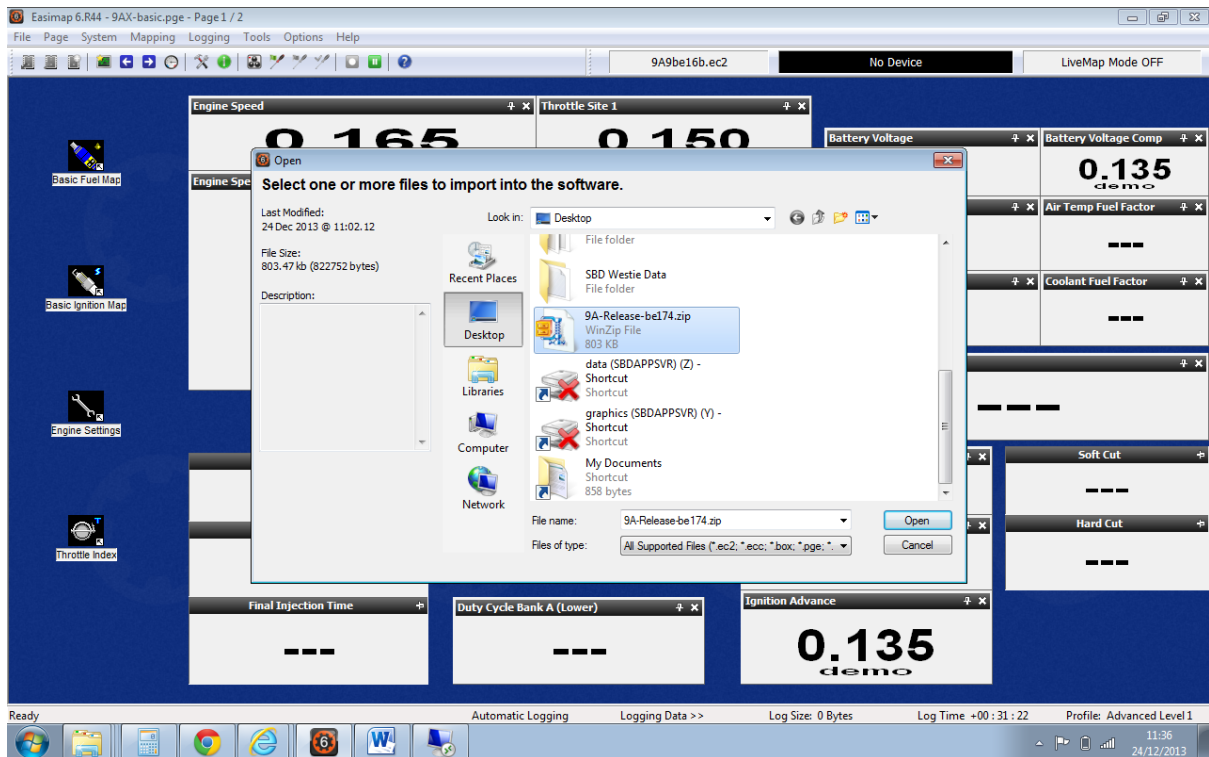 Easimap 6.R44 - 9AX-basic.pge - Page 1 / 2
File Page System Mapping Logging Tools Options Help
9A9be16b.ec2 No Device LiveMap Mode OFF
Engine Speed
0.165
Throttle Site 1
0.150
Battery Voltage
Battery Voltage Comp
0.135
demo
Basic Fuel Map
Engine Spe
Air Temp Fuel Factor
---
Basic Ignition Map
Coolant Fuel Factor
---
Engine Settings
---
Throttle Index
Soft Cut
---
Hard Cut
---
Open
Select one or more files to import into the software.
Last Modified:
24 Dec 2013 @ 11:02.12
File Size:
803.47 kb (822752 bytes)
Description:
Look in: Desktop
Recent Places
Desktop
Libraries
Computer
Network
File folder
SBD Westie Data
File folder
9A-Release-be174.zip
WinZip File
803 KB
data (SBDAPPSVR) (Z) -
Shortcut
Shortcut
graphics (SBDAPPSVR) (Y) -
Shortcut
Shortcut
My Documents
Shortcut
858 bytes
File name: 9A-Release-be174.zip Open
Files of type: All Supported Files (*.ec2; *.ecc; *.box; *.pge; *. Cancel
Final Injection Time
---
Duty Cycle Bank A (Lower)
---
Ignition Advance
0.135
demo
Ready Automatic Logging Logging Data >> Log Size: 0 Bytes Log Time +00 : 31 : 22 Profile: Advanced Level 1
11:36
24/12/2013